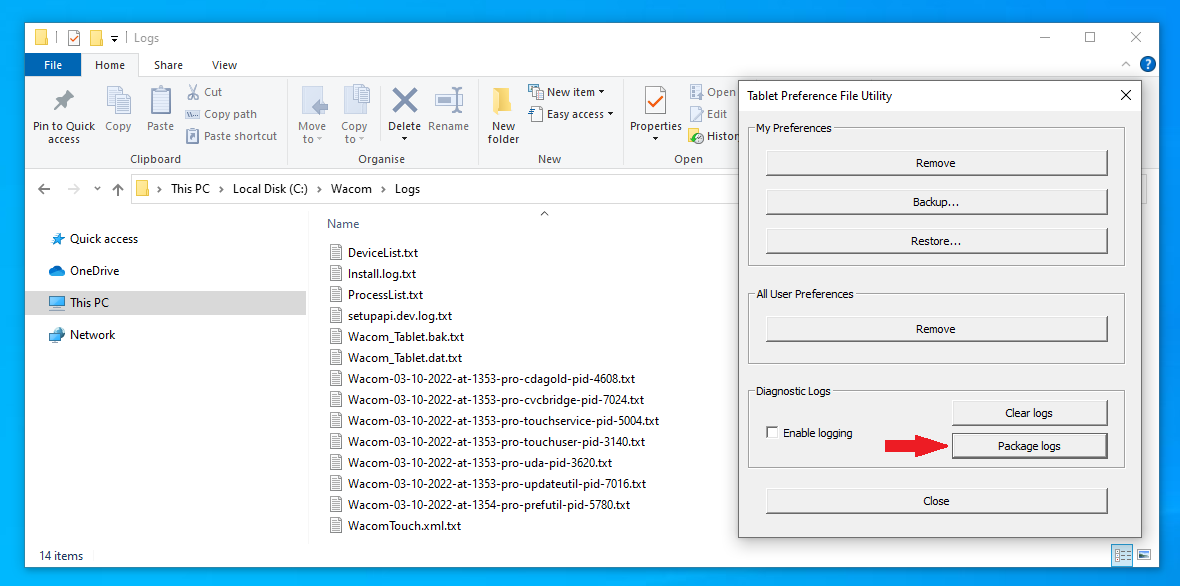 Logs
File
Home
Share
View
Pin to Quick
access
Copy
Paste
Cut
Copy path
Paste shortcut
Clipboard
Move
to
Copy
to
Delete
Rename
Organise
New
folder
New item
Easy access
New
Properties
Open
Edit
Histor
Open
This PC > Local Disk (C:) > Wacom > Logs
Quick access
OneDrive
This PC
Network
Name
DeviceList.txt
Install.log.txt
ProcessList.txt
setupapi.dev.log.txt
Wacom_Tablet.bak.txt
Wacom_Tablet.dat.txt
Wacom-03-10-2022-at-1353-pro-cdagold-pid-4608.txt
Wacom-03-10-2022-at-1353-pro-cvcbridge-pid-7024.txt
Wacom-03-10-2022-at-1353-pro-touchservice-pid-5004.txt
Wacom-03-10-2022-at-1353-pro-touchuser-pid-3140.txt
Wacom-03-10-2022-at-1353-pro-uda-pid-3620.txt
Wacom-03-10-2022-at-1353-pro-updateutil-pid-7016.txt
Wacom-03-10-2022-at-1354-pro-prefutil-pid-5780.txt
WacomTouch.xml.txt
14 items
Tablet Preference File Utility
My Preferences
Remove
Backup...
Restore...
All User Preferences
Remove
Diagnostic Logs
Enable logging
Clear logs
Package logs
Close